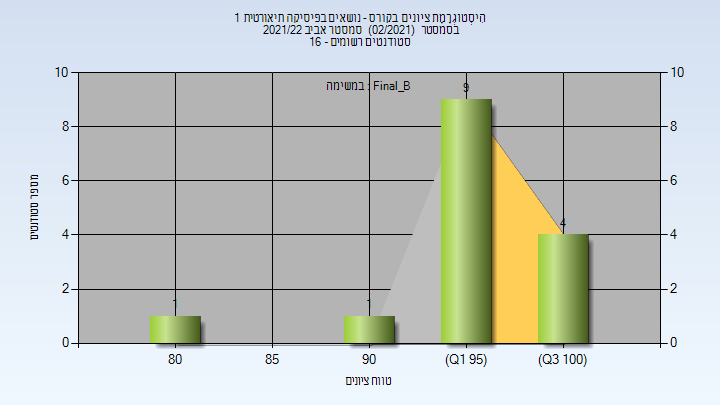 היסטוגרמת ציונים בקורס - נושאים בפיסיקה תיאורטית 1
בסמסטר (02/2021) סמסטר אביב 2021/22
סטודנטים רשומים - 16
במשימה : Final_B
מספר סטודנטים
10
8
6
4
2
0
10
8
6
4
2
0
1
1
9
4
80
85
90
(Q1 95)
(Q3 100)
טווח ציונים